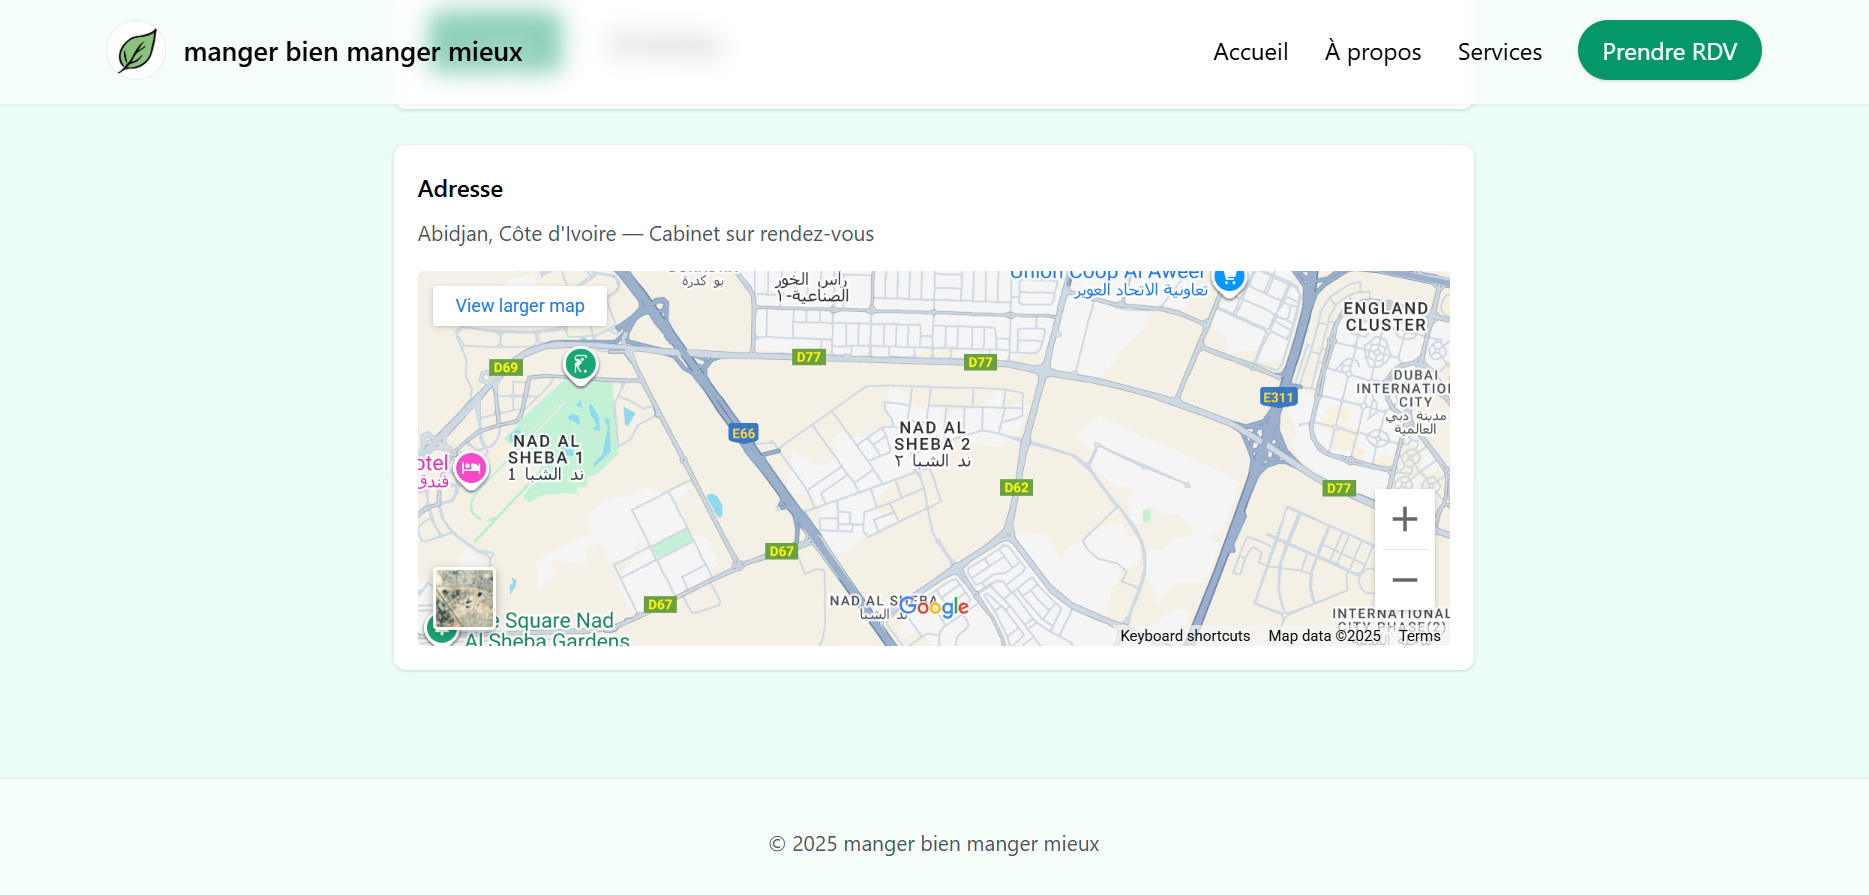 manger bien manger mieux
Accueil
À propos
Services
Prendre RDV
Adresse
Abidjan, Côte d'Ivoire — Cabinet sur rendez-vous
View larger map
بو كدرة
راس الخور
الصناعية-١
Union Coop Al Aweer
تعاونية الاتحاد العوير
ENGLAND
CLUSTER
D69
D77
D77
DUBAI
INTERNATIO
CITY
مدينة دبي
العالمية
E311
E66
NAD AL
SHEBA 1
ند الشبا 1
NAD AL
SHEBA 2
ند الشبا ٢
otel
فندق
D62
D77
D67
D67
NAD AL SHEBA
ند الشبا
Google
INTERNATIONAL
CITY PHASE(2)
e Square Nad
Al Sheba Gardens
Keyboard shortcuts
Map data ©2025
Terms
© 2025 manger bien manger mieux